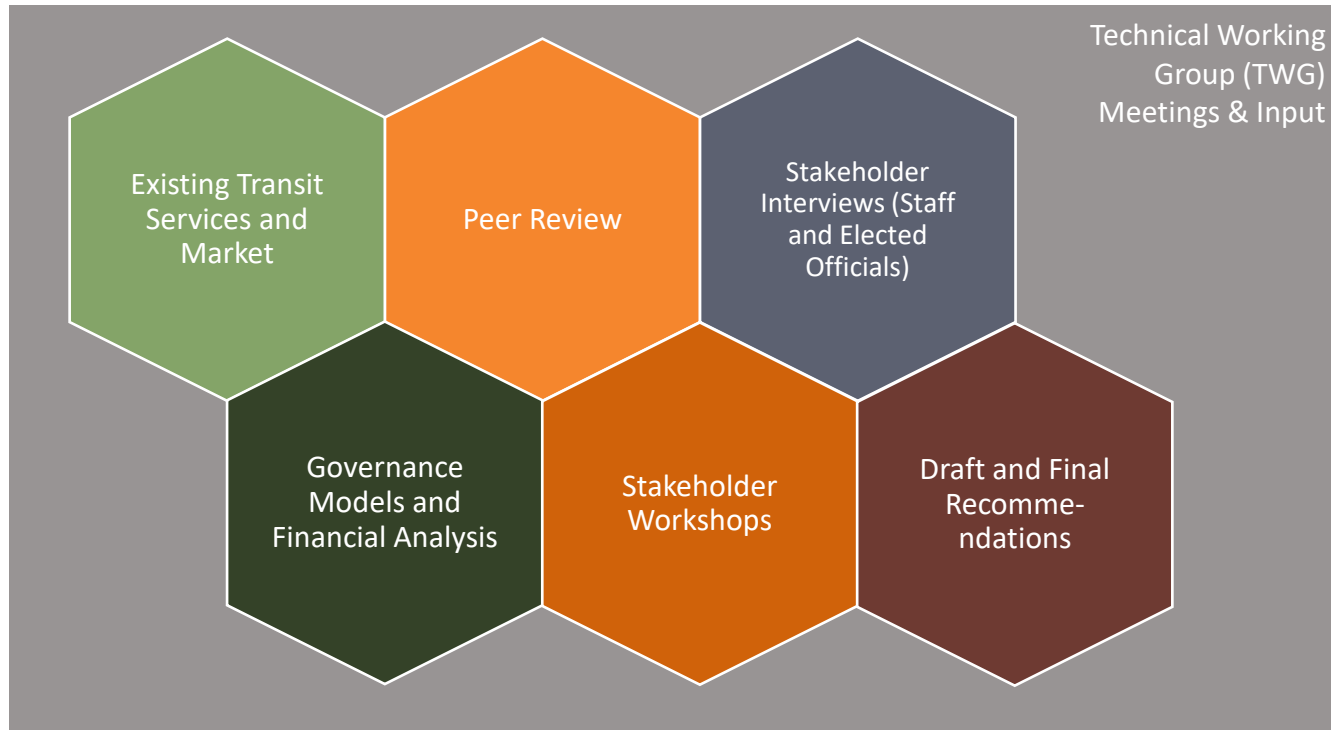 Technical Working
Group (TWG)
Meetings & Input
Existing Transit
Services and
Market
Peer Review
Stakeholder
Interviews (Staff
and Elected
Officials)
Governance
Models and
Financial Analysis
Stakeholder
Workshops
Draft and Final
Recomme-
ndations